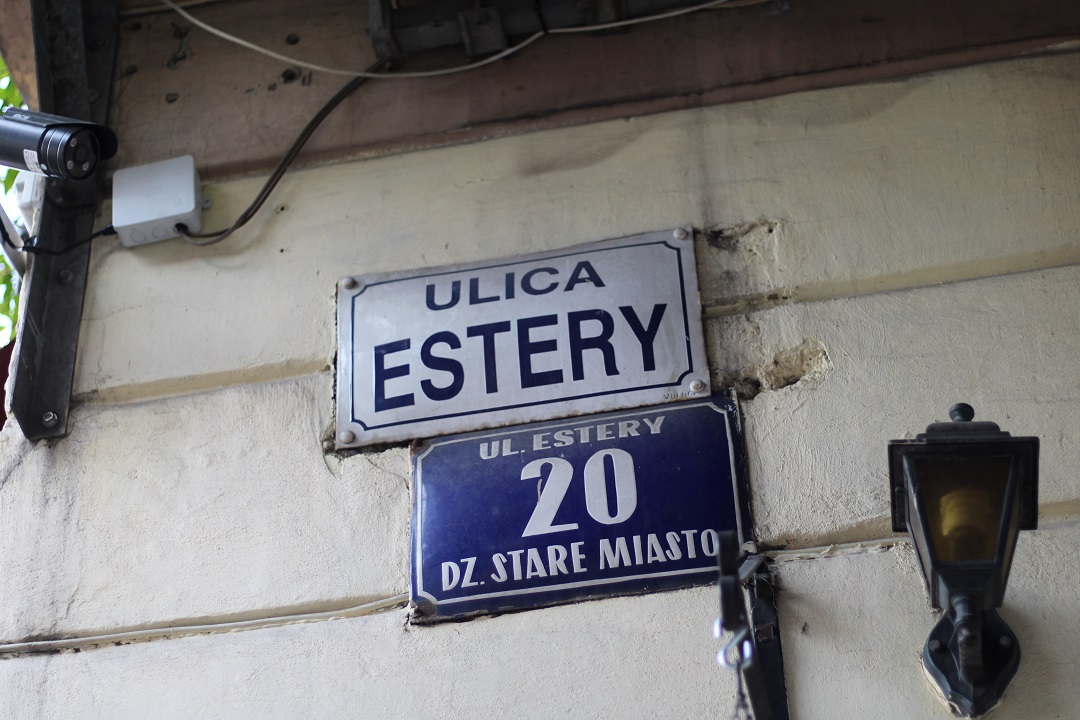 ULICA
ESTERY
UL. ESTERY
20
DZ. STARE MIASTO